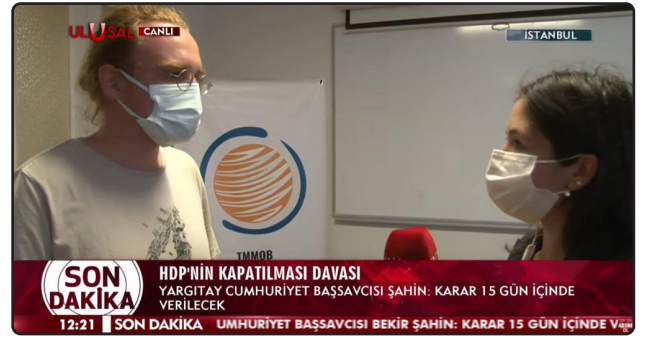 ULUSAL CANLI
İSTANBUL
TMMOB
SON DAKİKA
HDP'NİN KAPATILMASI DAVASI
YARGITAY CUMHURİYET BAŞSAVCISI ŞAHİN: KARAR 15 GÜN İÇİNDE
VERİLECEK
12:21 SON DAKİKA UMHURİYET BAŞSAVCISI BEKİR ŞAHİN: KARAR 15 GÜN İÇİNDE V